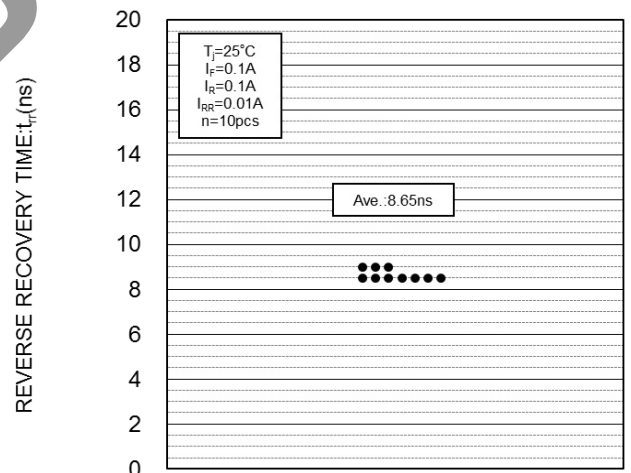 REVERSE RECOVERY TIME:trr(ns)
20
18
16
14
12
10
8
6
4
2
0
Tj=25°C
IF=0.1A
IR=0.1A
IRR=0.01A
n=10pcs
Ave.:8.65ns